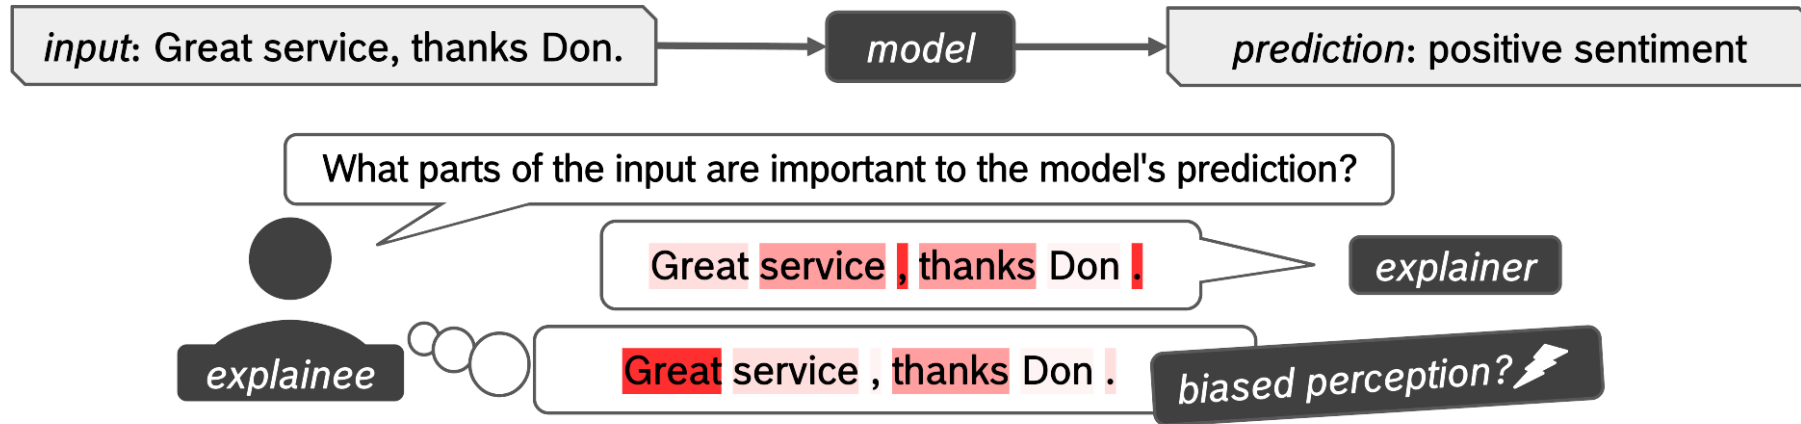 input: Great service, thanks Don.
model
prediction: positive sentiment
What parts of the input are important to the model's prediction?
Great service , thanks Don .
explainer
explainee
Great service , thanks Don .
biased perception?